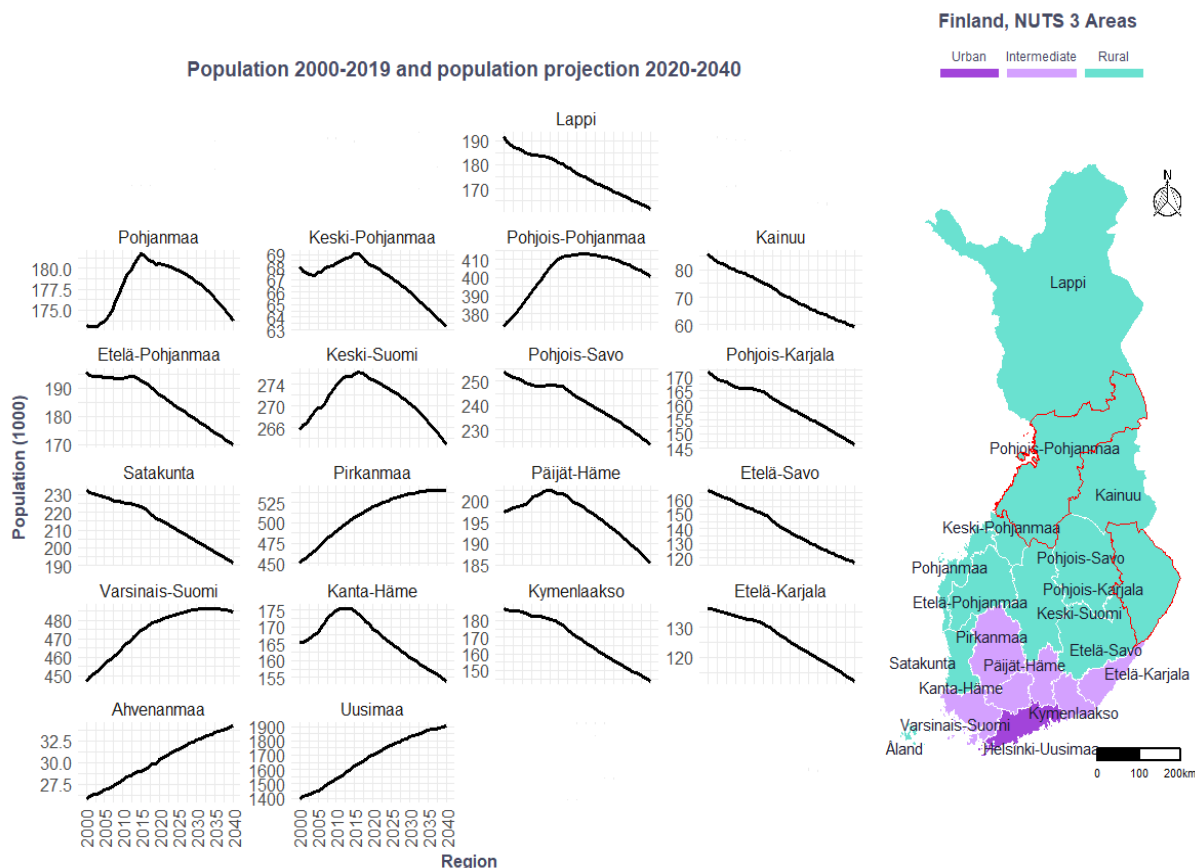 Finland, NUTS 3 Areas
Urban Intermediate Rural
Population 2000-2019 and population projection 2020-2040
Lappi
190
180
170
Pohjanmaa Keski-Pohjanmaa Pohjois-Pohjanmaa Kainuu
180.0
177.5
175.0
69
68
67
66
65
64
63
410
400
390
380
80
70
60
Etelä-Pohjanmaa Keski-Suomi Pohjois-Savo Pohjois-Karjala
190
180
170
274
270
266
250
240
230
170
165
160
155
150
145
Satakunta Pirkanmaa Päijät-Häme Etelä-Savo
230
220
210
200
190
525
500
475
450
200
195
190
185
160
150
140
130
120
Varsinais-Suomi Kanta-Häme Kymenlaakso Etelä-Karjala
480
470
460
450
175
170
165
160
155
180
170
160
150
130
120
Ahvenanmaa Uusimaa
32.5
30.0
27.5
1900
1800
1700
1600
1500
1400
2000 2005 2010 2015 2020 2025 2030 2035 2040
2000 2005 2010 2015 2020 2025 2030 2035 2040
Region
Population (1000)
N
Lappi
Pohjois-Pohjanmaa
Kainuu
Keski-Pohjanmaa
Pohjois-Savo
Pohjanmaa
Pohjois-Karjala
Etelä-Pohjanmaa
Keski-Suomi
Pirkanmaa
Etelä-Savo
Satakunta
Päijät-Häme
Etelä-Karjala
Kanta-Häme
Kymenlaakso
Varsinais-Suomi
Åland
Helsinki-Uusimaa
0 100 200km